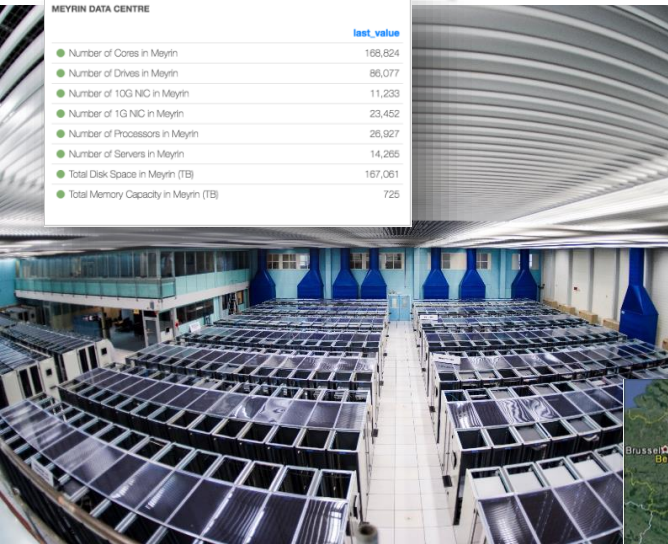 MEYRIN DATA CENTRE
last_value
Number of Cores in Meyrin 168,824
Number of Drives in Meyrin 86,077
Number of 10G NIC in Meyrin 11,233
Number of 1G NIC in Meyrin 23,452
Number of Processors in Meyrin 26,927
Number of Servers in Meyrin 14,265
Total Disk Space in Meyrin (TB) 167,061
Total Memory Capacity in Meyrin (TB) 725
Brussels
Be